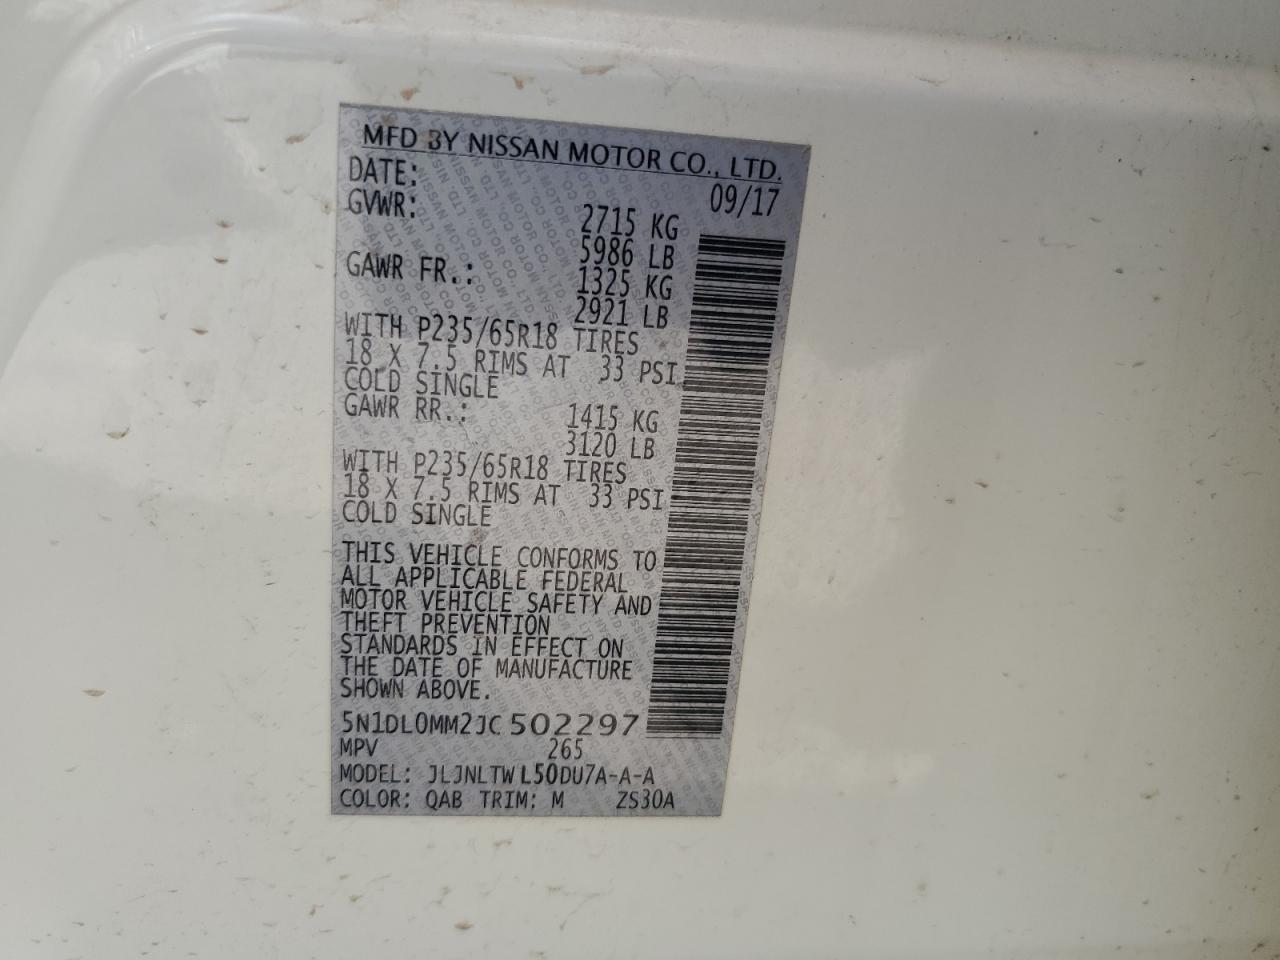 MFD BY NISSAN MOTOR CO., LTD.
DATE: 09/17
GVWR: 2715 KG
5986 LB
GAWR FR.: 1325 KG
2921 LB
WITH P235/65R18 TIRES
18 X 7.5 RIMS AT 33 PSI
COLD SINGLE
GAWR RR.: 1415 KG
3120 LB
WITH P235/65R18 TIRES
18 X 7.5 RIMS AT 33 PSI
COLD SINGLE
THIS VEHICLE CONFORMS TO
ALL APPLICABLE FEDERAL
MOTOR VEHICLE SAFETY AND
THEFT PREVENTION
STANDARDS IN EFFECT ON
THE DATE OF MANUFACTURE
SHOWN ABOVE.
5N1DL0MM2JC502297
MPV 265
MODEL: JLJNLTWL50DU7A-A-A
COLOR: QAB TRIM: M ZS30A